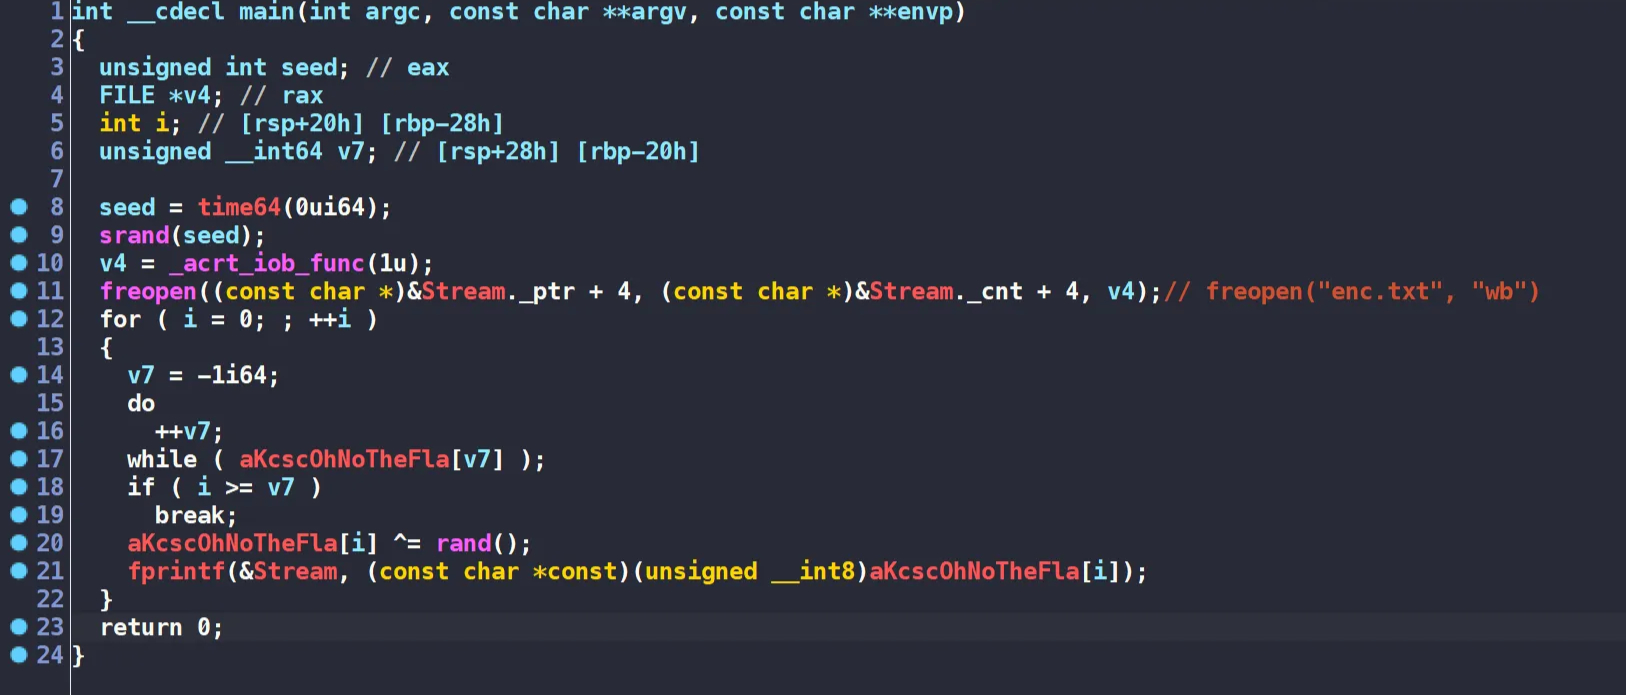 1 int __cdecl main(int argc, const char **argv, const char **envp)
2 {
3 unsigned int seed; // eax
4 FILE *v4; // rax
5 int i; // [rsp+20h] [rbp-28h]
6 unsigned __int64 v7; // [rsp+28h] [rbp-20h]
7
8 seed = time64(0ui64);
9 srand(seed);
10 v4 = _acrt_iob_func(1u);
11 freopen((const char *)&Stream._ptr + 4, (const char *)&Stream._cnt + 4, v4);// freopen("enc.txt", "wb")
12 for ( i = 0; ; ++i )
13 {
14 v7 = -1i64;
15 do
16 ++v7;
17 while ( aKcscOhNoTheFla[v7] );
18 if ( i >= v7 )
19 break;
20 aKcscOhNoTheFla[i] ^= rand();
21 fprintf(&Stream, (const char *const)(unsigned __int8)aKcscOhNoTheFla[i]);
22 }
23 return 0;
24 }